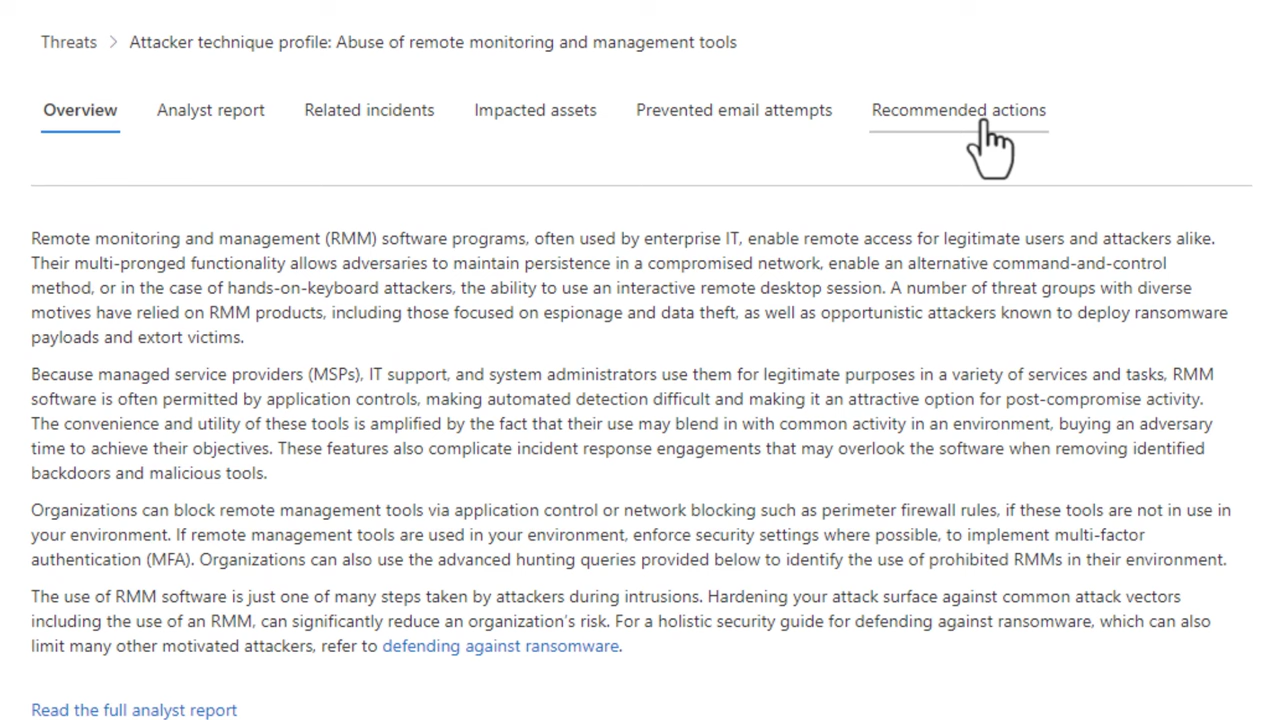 Threats > Attacker technique profile: Abuse of remote monitoring and management tools
Overview Analyst report Related incidents Impacted assets Prevented email attempts Recommended actions
Remote monitoring and management (RMM) software programs, often used by enterprise IT, enable remote access for legitimate users and attackers alike.
Their multi-pronged functionality allows adversaries to maintain persistence in a compromised network, enable an alternative command-and-control
method, or in the case of hands-on-keyboard attackers, the ability to use an interactive remote desktop session. A number of threat groups with diverse
motives have relied on RMM products, including those focused on espionage and data theft, as well as opportunistic attackers known to deploy ransomware
payloads and extort victims.
Because managed service providers (MSPs), IT support, and system administrators use them for legitimate purposes in a variety of services and tasks, RMM
software is often permitted by application controls, making automated detection difficult and making it an attractive option for post-compromise activity.
The convenience and utility of these tools is amplified by the fact that their use may blend in with common activity in an environment, buying an adversary
time to achieve their objectives. These features also complicate incident response engagements that may overlook the software when removing identified
backdoors and malicious tools.
Organizations can block remote management tools via application control or network blocking such as perimeter firewall rules, if these tools are not in use in
your environment. If remote management tools are used in your environment, enforce security settings where possible, to implement multi-factor
authentication (MFA). Organizations can also use the advanced hunting queries provided below to identify the use of prohibited RMMs in their environment.
The use of RMM software is just one of many steps taken by attackers during intrusions. Hardening your attack surface against common attack vectors
including the use of an RMM, can significantly reduce an organization's risk. For a holistic security guide for defending against ransomware, which can also
limit many other motivated attackers, refer to defending against ransomware.
Read the full analyst report